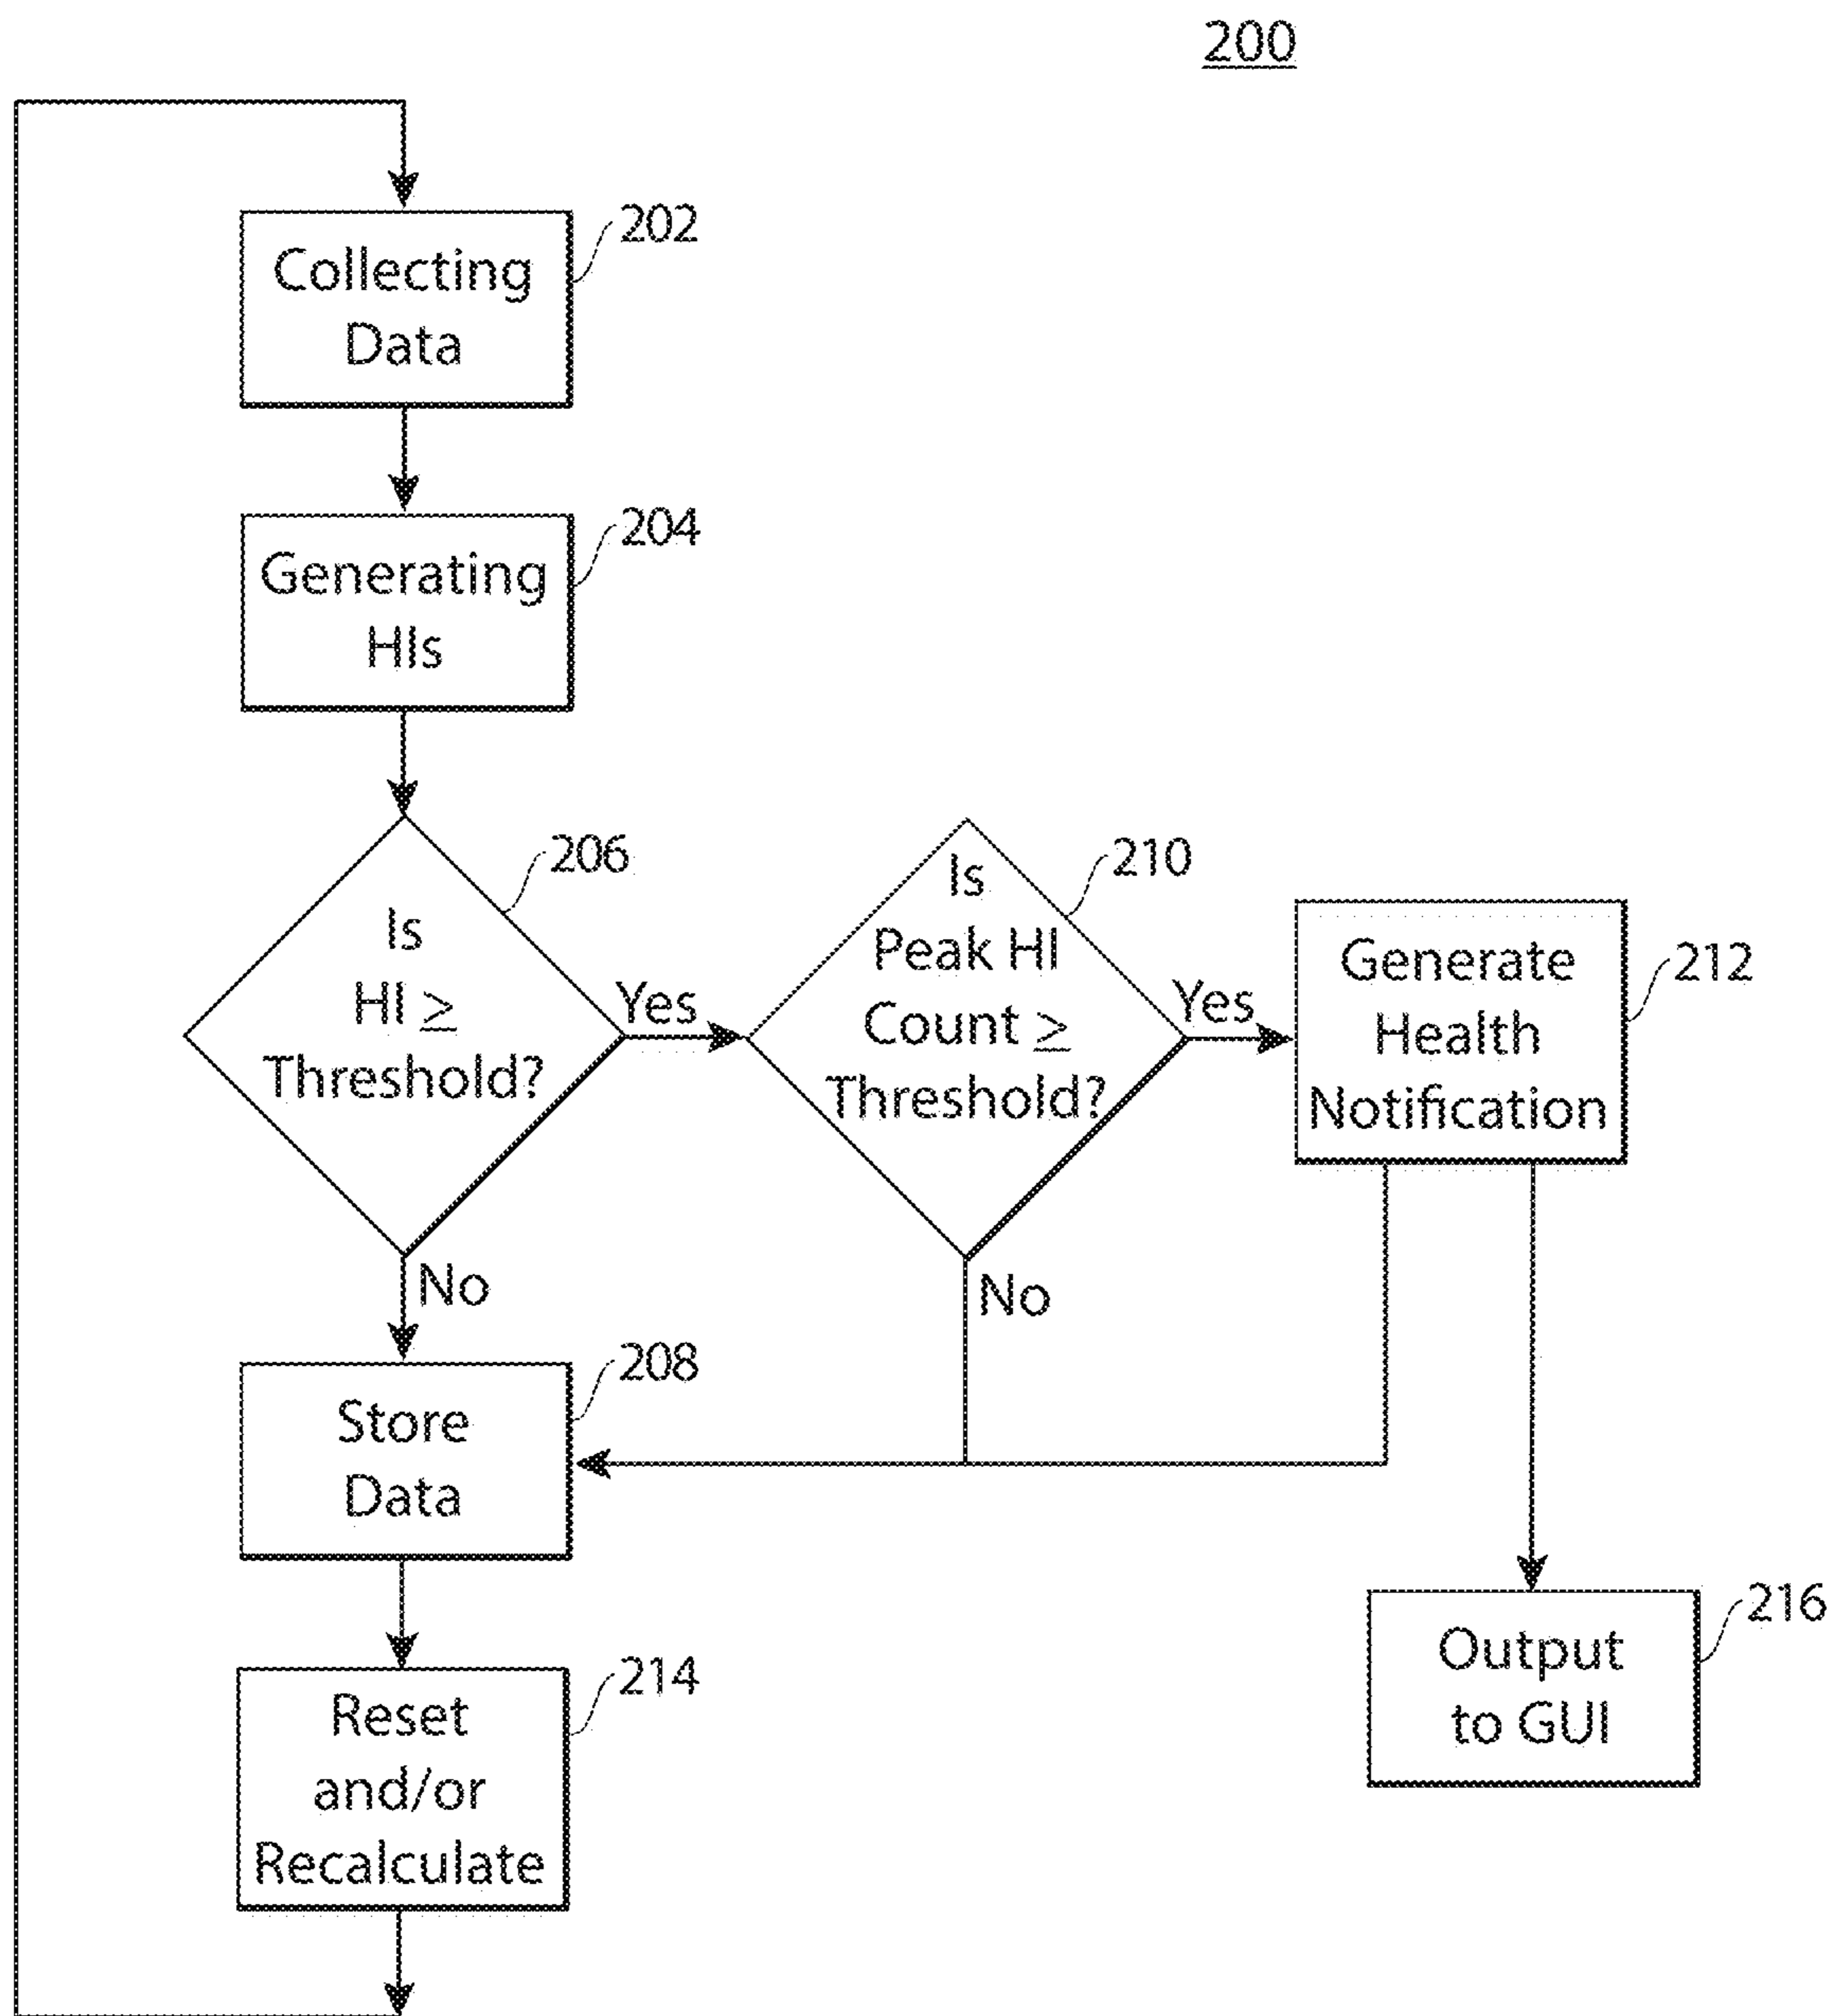 200
Collecting
Data
202
Generating
HIs
204
Is
HI ≥
Threshold?
206
Yes
No
Is
Peak HI
Count ≥
Threshold?
210
Yes
No
Generate
Health
Notification
212
Store
Data
208
Reset
and/or
Recalculate
214
Output
to GUI
216